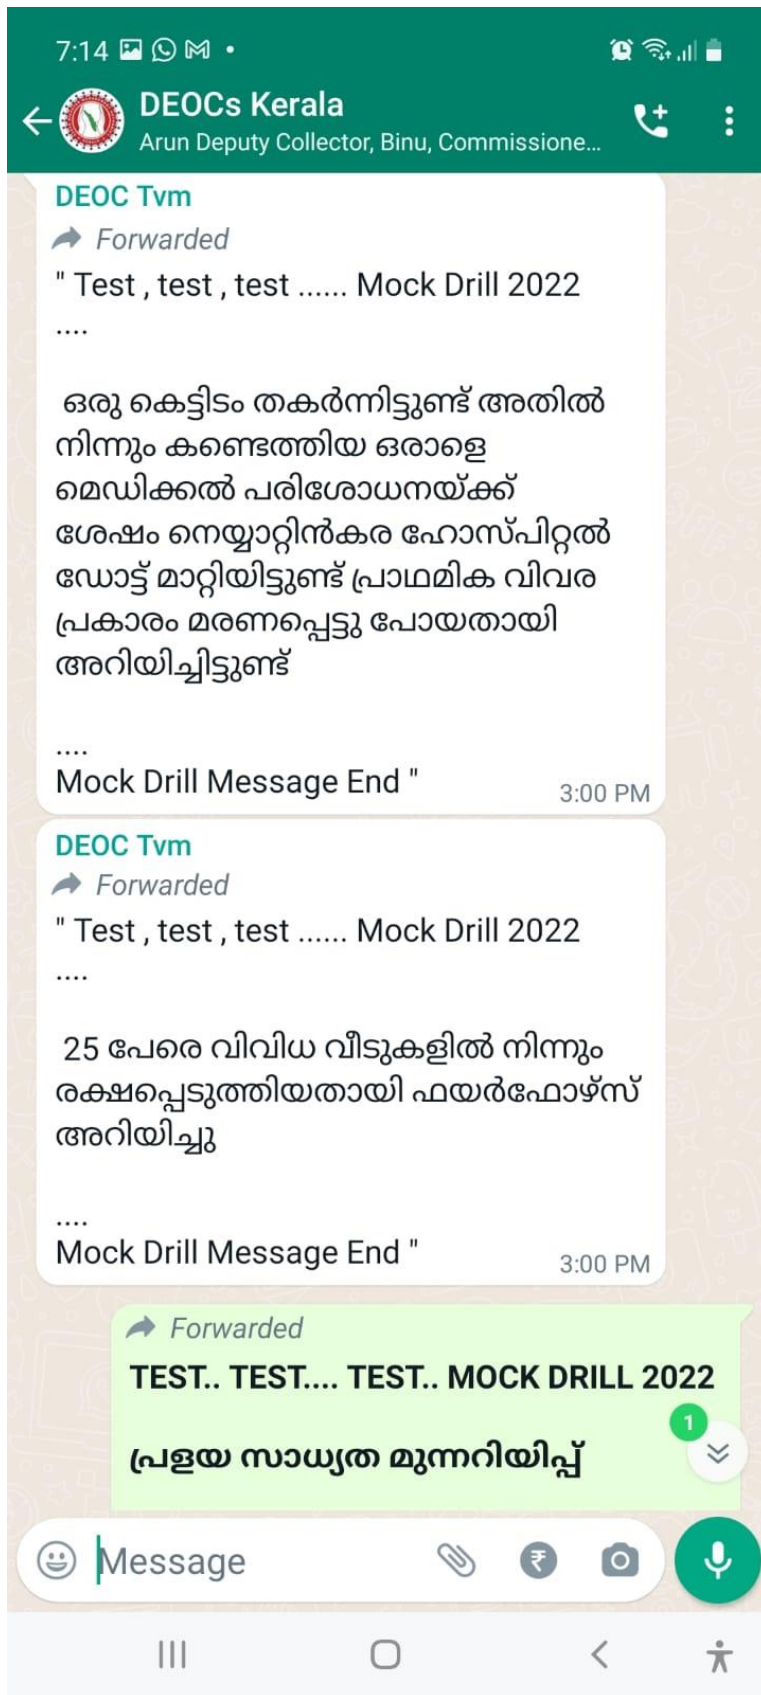 7:14
DEOCs Kerala
Arun Deputy Collector, Binu, Commissione...
DEOC Tvm
Forwarded
" Test , test , test ...... Mock Drill 2022
....
ഒരു കെട്ടിടം തകർന്നിട്ടുണ്ട് അതിൽ
നിന്നും കണ്ടെത്തിയ ഒരാളെ
മെഡിക്കൽ പരിശോധനയ്ക്ക്
ശേഷം നെയ്യാറ്റിൻകര ഹോസ്പിറ്റൽ
ഡോട്ട് മാറ്റിയിട്ടുണ്ട് പ്രാഥമിക വിവര
പ്രകാരം മരണപ്പെട്ടു പോയതായി
അറിയിച്ചിട്ടുണ്ട്
....
Mock Drill Message End "
3:00 PM
DEOC Tvm
Forwarded
" Test , test , test ...... Mock Drill 2022
....
25 പേരെ വിവിധ വീടുകളിൽ നിന്നും
രക്ഷപ്പെടുത്തിയതായി ഫയർഫോഴ്സ്
അറിയിച്ചു
....
Mock Drill Message End "
3:00 PM
Forwarded
TEST.. TEST.... TEST.. MOCK DRILL 2022
1
പ്രളയ സാധ്യത മുന്നറിയിപ്പ്
Message